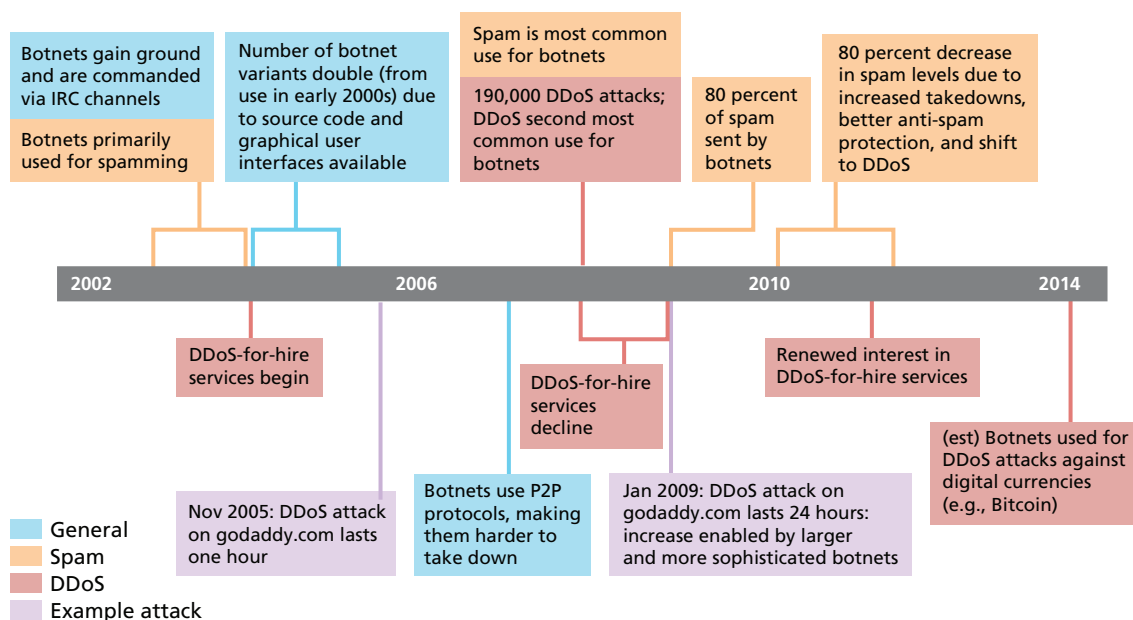 Botnets gain ground
and are commanded
via IRC channels
Botnets primarily
used for spamming
Number of botnet
variants double (from
use in early 2000s) due
to source code and
graphical user
interfaces available
Spam is most common
use for botnets
190,000 DDoS attacks;
DDoS second most
common use for
botnets
80 percent
of spam
sent by
botnets
80 percent decrease
in spam levels due to
increased takedowns,
better anti-spam
protection, and shift
to DDoS
2002
2006
2010
2014
DDoS-for-hire
services begin
DDoS-for-hire
services
decline
Renewed interest in
DDoS-for-hire services
(est) Botnets used for
DDoS attacks against
digital currencies
(e.g., Bitcoin)
Nov 2005: DDoS attack
on godaddy.com lasts
one hour
Botnets use P2P
protocols, making
them harder to
take down
Jan 2009: DDoS attack on
godaddy.com lasts 24 hours:
increase enabled by larger
and more sophisticated botnets
General
Spam
DDoS
Example attack